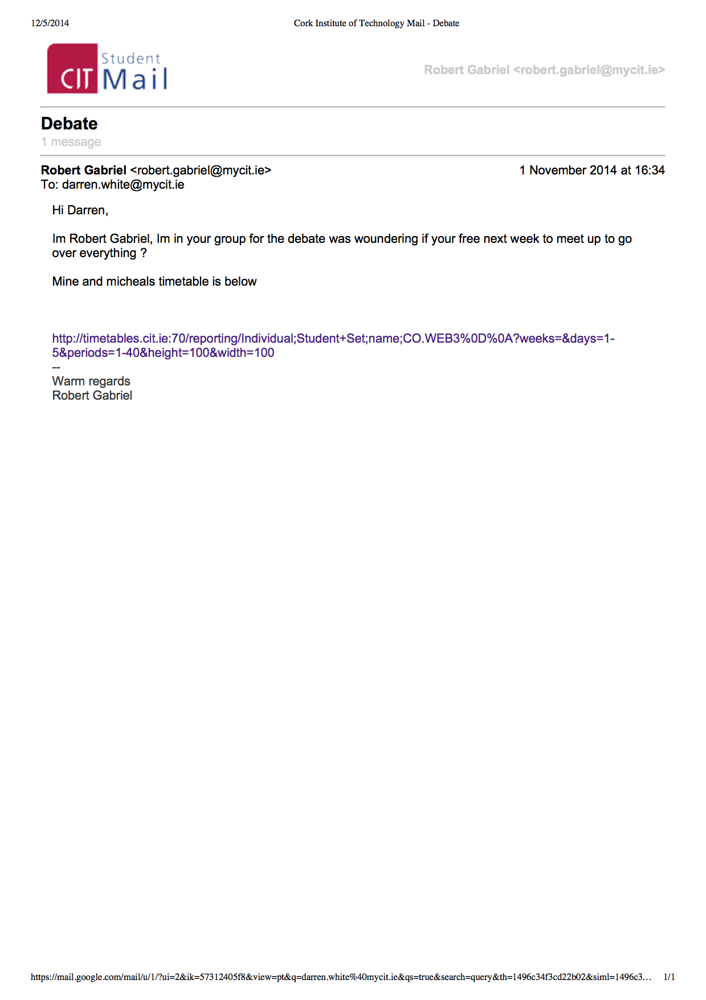 12/5/2014 Cork Institute of Technology Mail - Debate
CIT Student Mail
Robert Gabriel <robert.gabriel@mycit.ie>
Debate
1 message
Robert Gabriel <robert.gabriel@mycit.ie> 1 November 2014 at 16:34
To: darren.white@mycit.ie
Hi Darren,
Im Robert Gabriel, Im in your group for the debate was woundering if your free next week to meet up to go
over everything ?
Mine and micheals timetable is below
http://timetables.cit.ie:70/reporting/Individual;Student+Set;name;CO.WEB3%0D%0A?weeks=&days=1-
5&periods=1-40&height=100&width=100
--
Warm regards
Robert Gabriel
https://mail.google.com/mail/u/1/?ui=2&ik=57312405f8&view=pt&q=darren.white%40mycit.ie&qs=true&search=query&th=1496c34f3cd22b02&siml=1496c3… 1/1